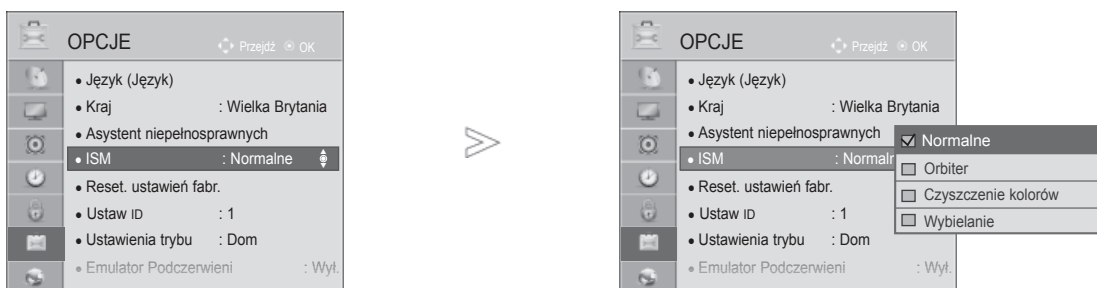 OPCJE
Przejdź OK
• Język (Język)
• Kraj : Wielka Brytania
• Asystent niepełnosprawnych
• ISM : Normalne
• Reset. ustawień fabr.
• Ustaw ID : 1
• Ustawienia trybu : Dom
• Emulator Podczerwieni : Wył.
OPCJE
Przejdź OK
• Język (Język)
• Kraj : Wielka Brytania
• Asystent niepełnosprawnych
• ISM : Normaln
• Reset. ustawień fabr.
• Ustaw ID : 1
• Ustawienia trybu : Dom
• Emulator Podczerwieni : Wył.
Normalne
Orbiter
Czyszczenie kolorów
Wybielanie